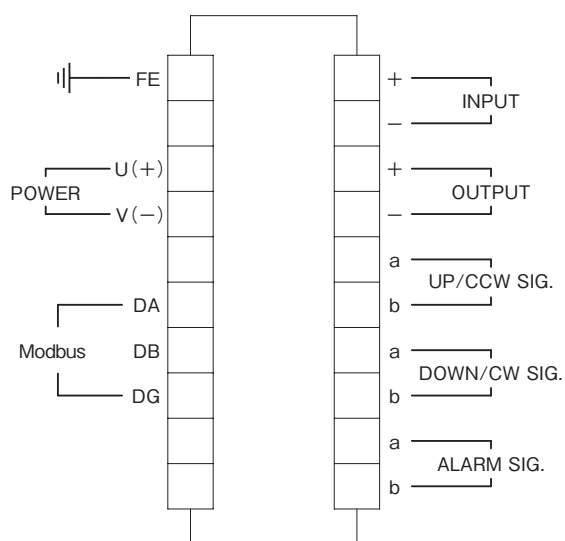 FE
U(+)
POWER
V(−)
DA
Modbus
DB
DG
+
INPUT
−
+
OUTPUT
−
a
UP/CCW SIG.
b
a
DOWN/CW SIG.
b
a
ALARM SIG.
b